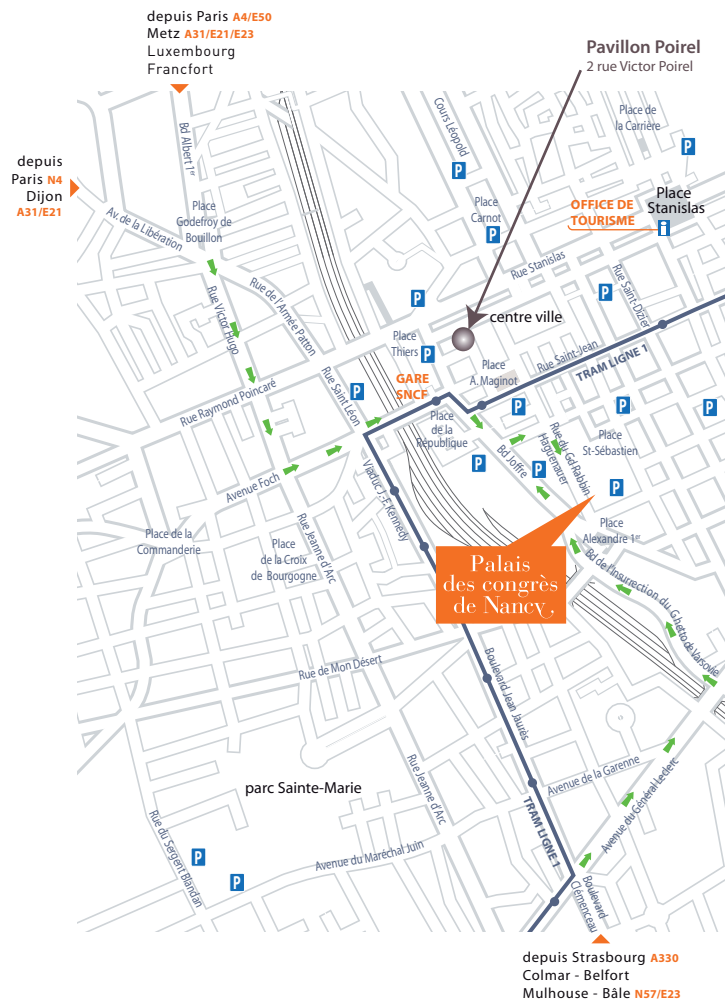 depuis Paris A4/E50
Metz A31/E21/E23
Luxembourg
Francfort
Pavillon Poirel
2 rue Victor Poirel
depuis
Paris N4
Dijon
A31/E21
Bd Albert 1er
Cours Léopold
Place de
la Carrière
P
P
Place
Stanislas
OFFICE DE
TOURISME
i
Place
Carnot
P
Place
Godefroy de
Bouillon
Av. de la Libération
Rue Stanislas
Rue de l'Armée Patton
Rue Victor Hugo
P
P
Rue Saint-Dizier
centre ville
Place
Thiers
P
Rue Saint-Jean
TRAM LIGNE 1
Place
A. Maginot
GARE
SNCF
Rue Saint Léon
P
Rue Raymond Poincaré
Place
de la
République
P
P
P
Rue du Gd Rabbin
Haguenauer
Place
St-Sébastien
Bd Joffre
P
P
P
Avenue Foch
Viaduc J.-F. Kennedy
Place de la
Commanderie
Place
de la Croix
de Bourgogne
Rue Jeanne d'Arc
Place
Alexandre 1er
Palais
des congrès
de Nancy
Bd de l'Insurrection du Ghetto de Varsovie
Rue de Mon Désert
Boulevard Jean Jaurès
Avenue de la Garenne
Avenue du Général Leclerc
parc Sainte-Marie
Rue Jeanne d'Arc
TRAM LIGNE 1
Rue du Sergent Blandan
P
P
Avenue du Maréchal Juin
Boulevard
Clémenceau
depuis Strasbourg A330
Colmar - Belfort
Mulhouse - Bâle N57/E23